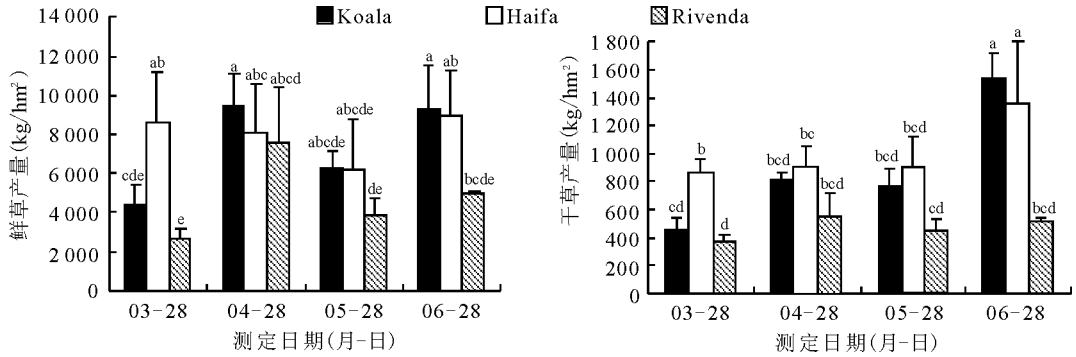 Koala Haifa Rivenda
鲜草产量(kg/hm²)
14 000
12 000
10 000
8 000
6 000
4 000
2 000
0
cde ab e
a abc abcd
abcde abcde de
a ab bcde
03-28 04-28 05-28 06-28
测定日期(月-日)
干草产量(kg/hm²)
1 800
1 600
1 400
1 200
1 000
800
600
400
200
0
cd b d
bcd bc bcd
bcd bcd cd
a a bcd
03-28 04-28 05-28 06-28
测定日期(月-日)